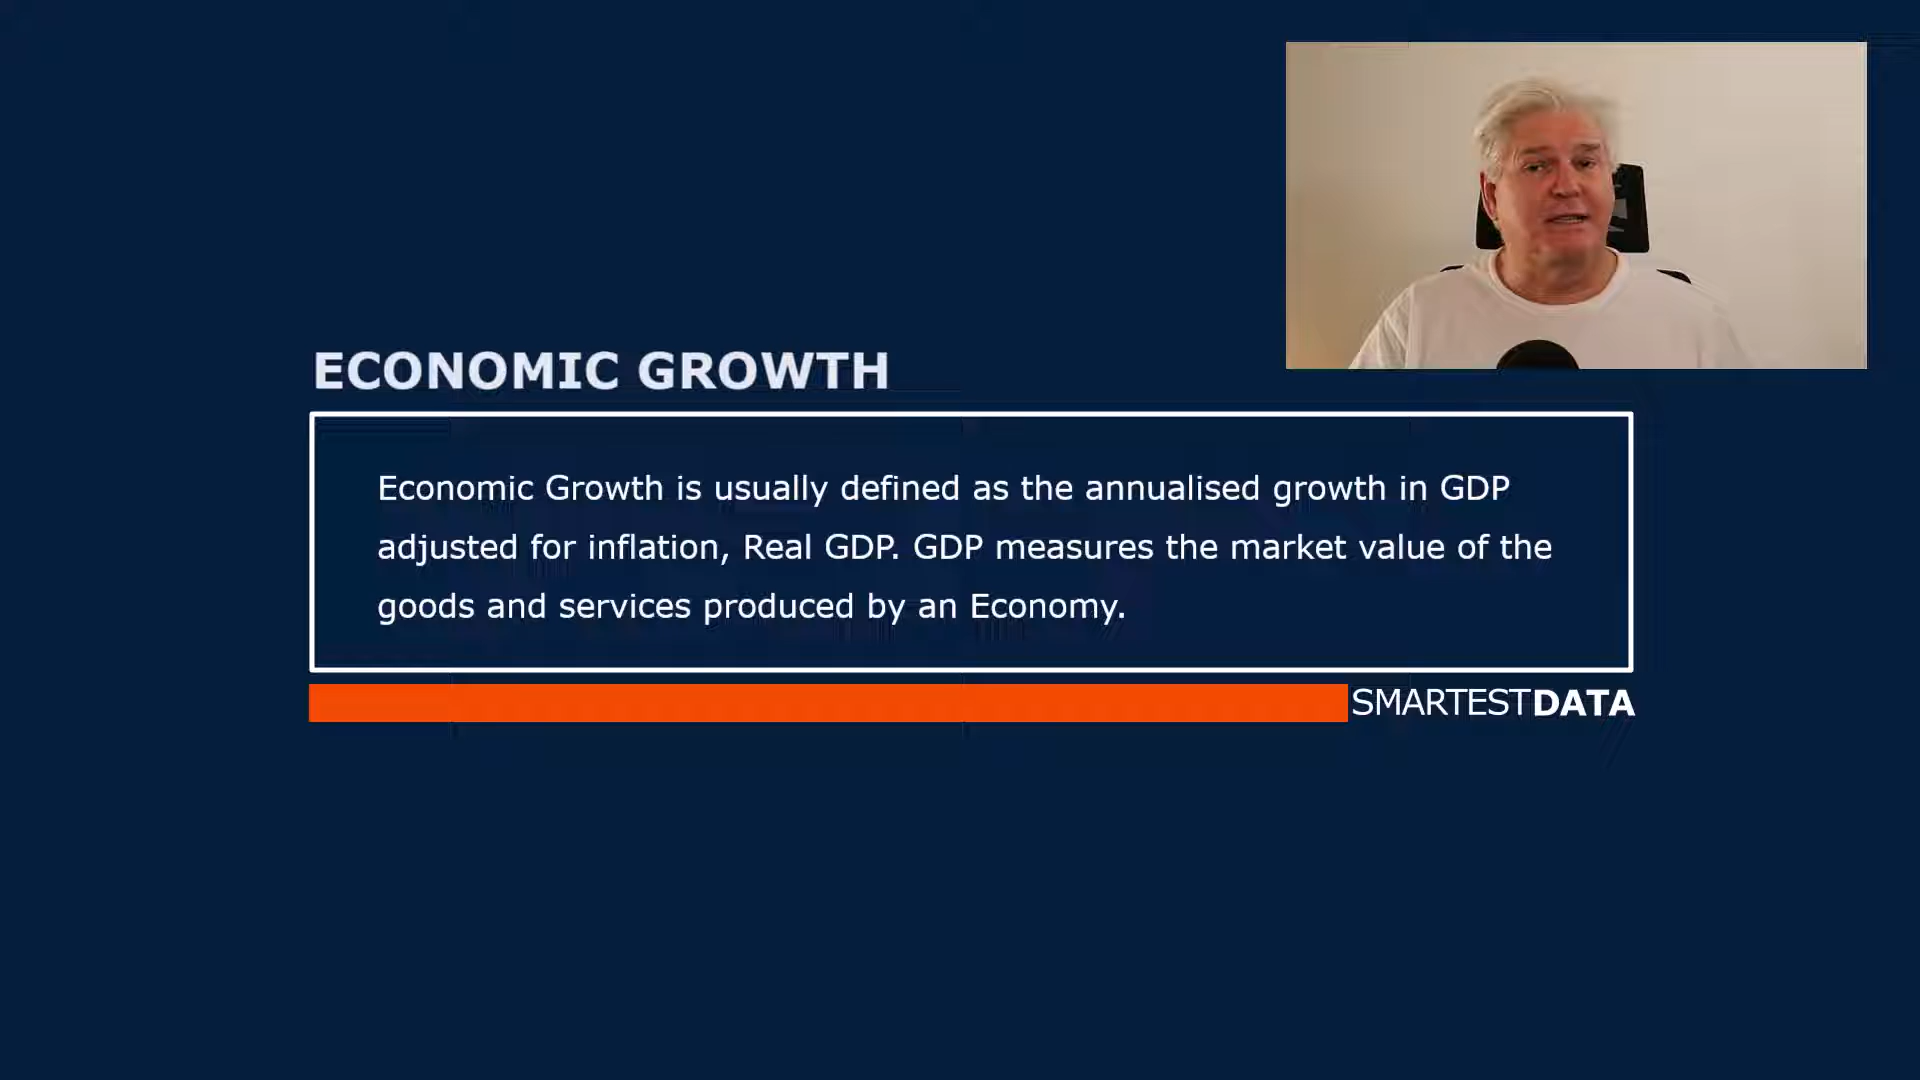 ECONOMIC GROWTH
Economic Growth is usually defined as the annualised growth in GDP
adjusted for inflation, Real GDP. GDP measures the market value of the
goods and services produced by an Economy.
SMARTESTDATA